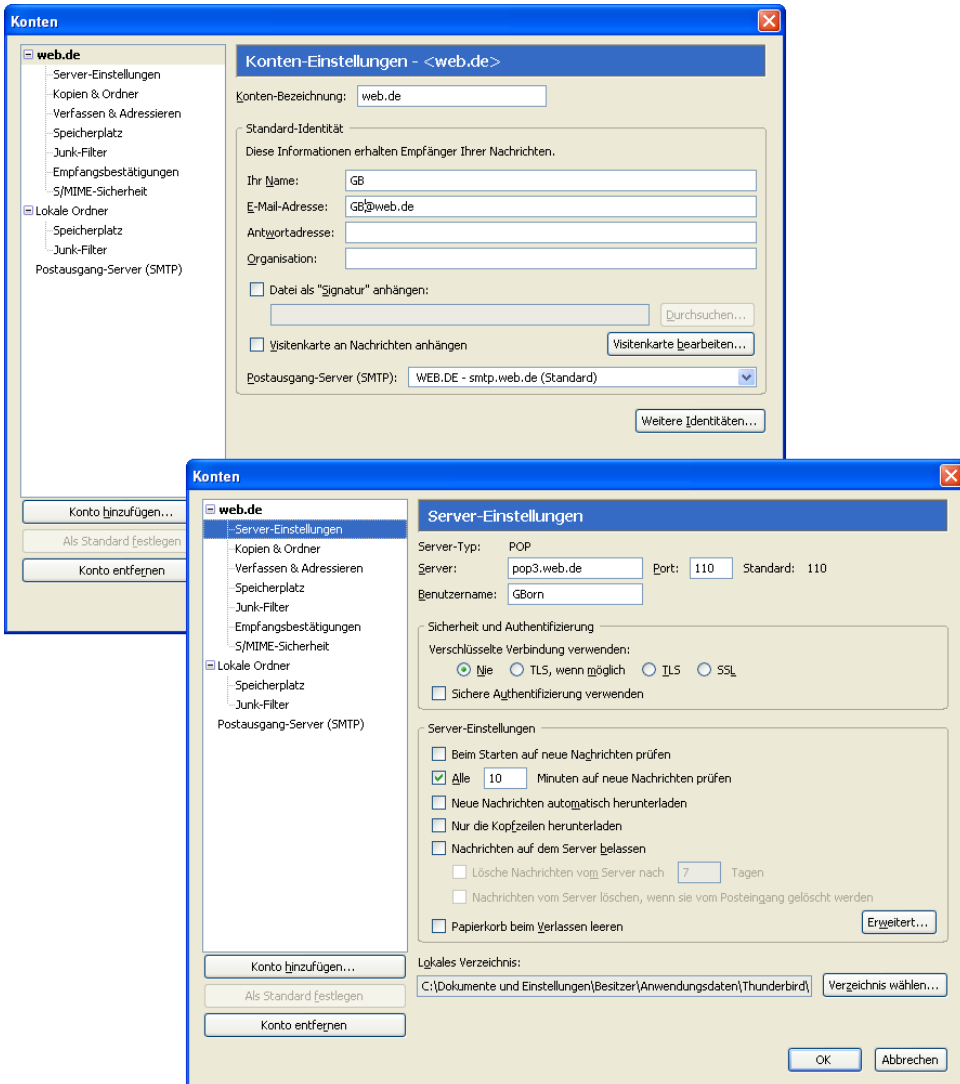 Konten
web.de
Server-Einstellungen
Kopien & Ordner
Verfassen & Adressieren
Speicherplatz
Junk-Filter
Empfangsbestätigungen
S/MIME-Sicherheit
Lokale Ordner
Speicherplatz
Junk-Filter
Postausgang-Server (SMTP)
Konto hinzufügen...
Als Standard festlegen
Konto entfernen
Konten-Einstellungen - <web.de>
Konten-Bezeichnung: web.de
Standard-Identität
Diese Informationen erhalten Empfänger Ihrer Nachrichten.
Ihr Name: GB
E-Mail-Adresse: GB@web.de
Antwortadresse:
Organisation:
Datei als "Signatur" anhängen:
Durchsuchen...
Visitenkarte an Nachrichten anhängen Visitenkarte bearbeiten...
Postausgang-Server (SMTP): WEB.DE - smtp.web.de (Standard)
Weitere Identitäten...
Konten
web.de
Server-Einstellungen
Kopien & Ordner
Verfassen & Adressieren
Speicherplatz
Junk-Filter
Empfangsbestätigungen
S/MIME-Sicherheit
Lokale Ordner
Speicherplatz
Junk-Filter
Postausgang-Server (SMTP)
Konto hinzufügen...
Als Standard festlegen
Konto entfernen
Server-Einstellungen
Server-Typ: POP
Server: pop3.web.de Port: 110 Standard: 110
Benutzername: GBorn
Sicherheit und Authentifizierung
Verschlüsselte Verbindung verwenden:
Nie TLS, wenn möglich TLS SSL
Sichere Authentifizierung verwenden
Server-Einstellungen
Beim Starten auf neue Nachrichten prüfen
Alle 10 Minuten auf neue Nachrichten prüfen
Neue Nachrichten automatisch herunterladen
Nur die Kopfzeilen herunterladen
Nachrichten auf dem Server belassen
Lösche Nachrichten vom Server nach 7 Tagen
Nachrichten vom Server löschen, wenn sie vom Posteingang gelöscht werden
Papierkorb beim Verlassen leeren Erweitert...
Lokales Verzeichnis:
C:\Dokumente und Einstellungen\Besitzer\Anwendungsdaten\Thunderbird\ Verzeichnis wählen...
OK Abbrechen